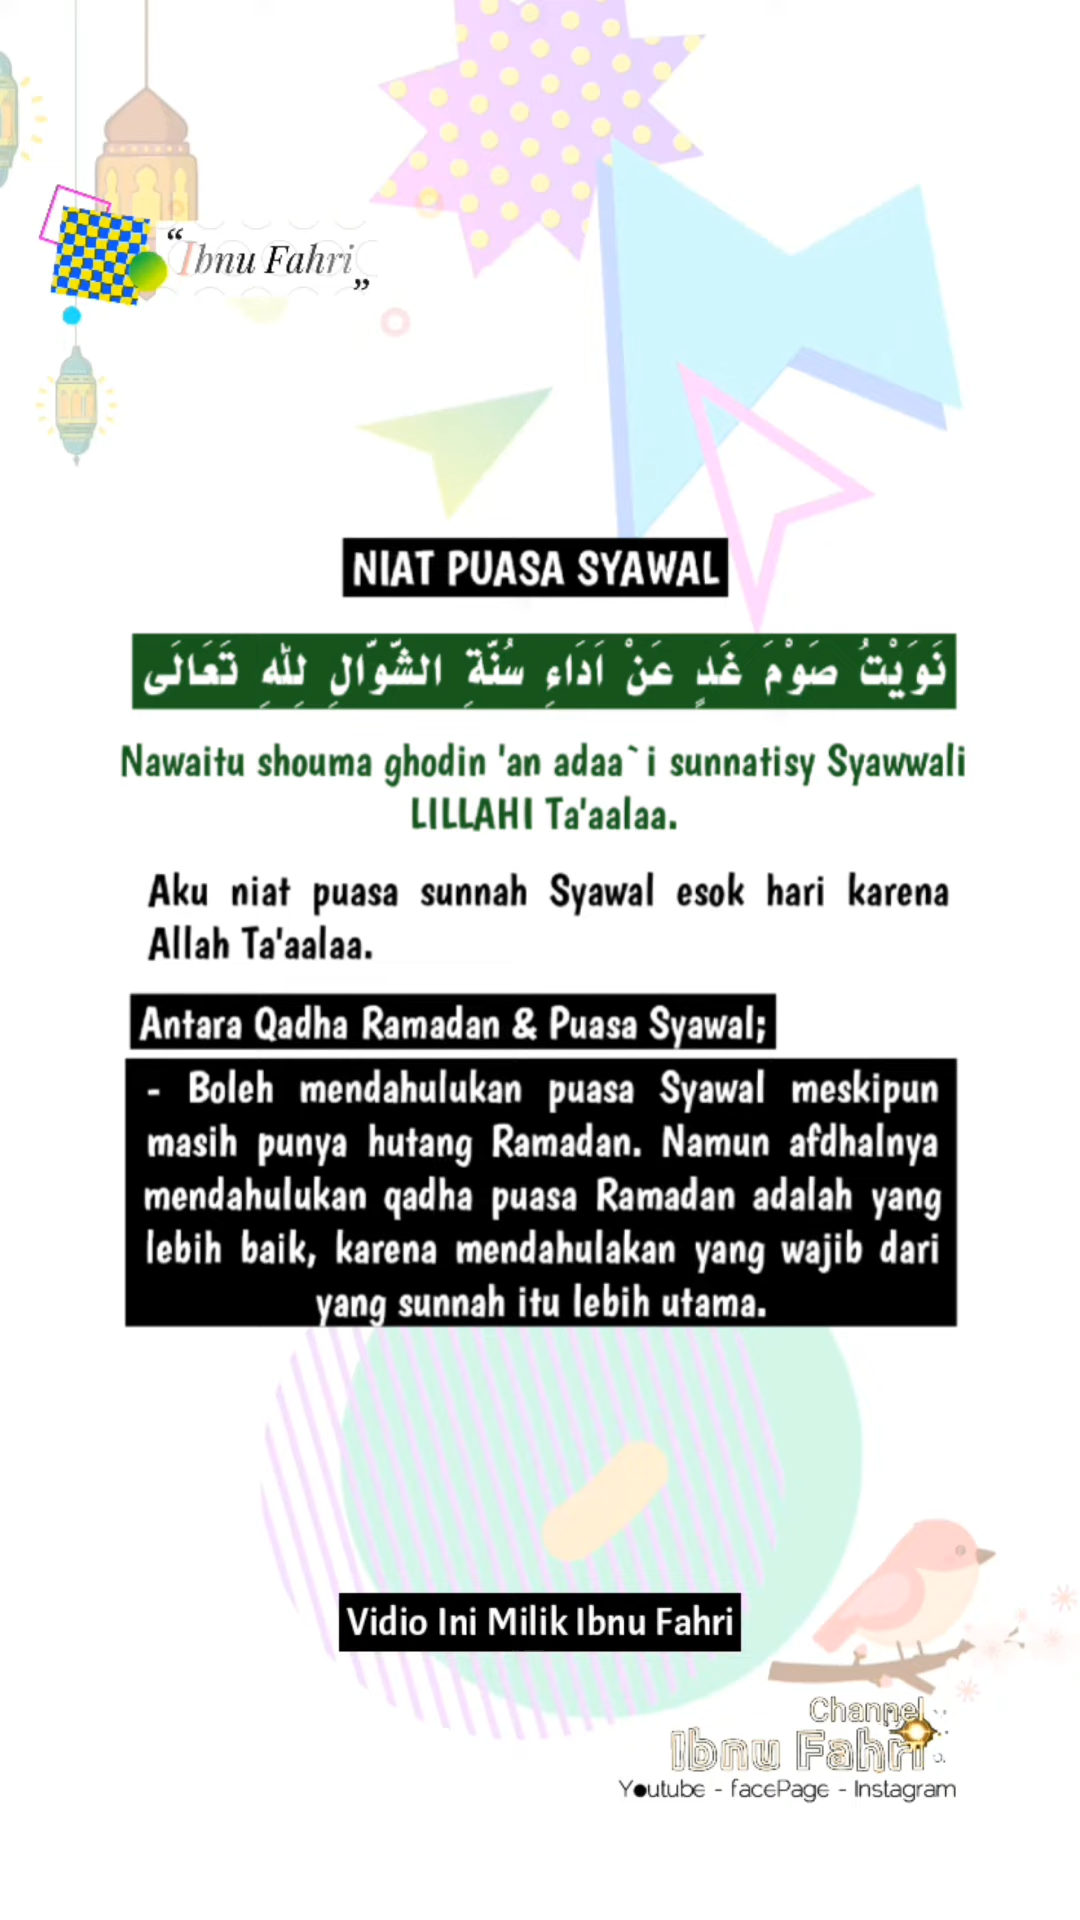 “Ibnu Fahri”
NIAT PUASA SYAWAL
نَوَيْتُ صَوْمَ غَدٍ عَنْ اَدَاءِ سُنَّةِ الشَّوَّالِ لِلّٰهِ تَعَالَى
Nawaitu shouma ghodin 'an adaa`i sunnatisy Syawwali
LILLAHI Ta'aalaa.
Aku niat puasa sunnah Syawal esok hari karena
Allah Ta'aalaa.
Antara Qadha Ramadan & Puasa Syawal;
- Boleh mendahulukan puasa Syawal meskipun
masih punya hutang Ramadan. Namun afdhalnya
mendahulukan qadha puasa Ramadan adalah yang
lebih baik, karena mendahulakan yang wajib dari
yang sunnah itu lebih utama.
Vidio Ini Milik Ibnu Fahri
Channel
Ibnu Fahri
Youtube - facePage - Instagram